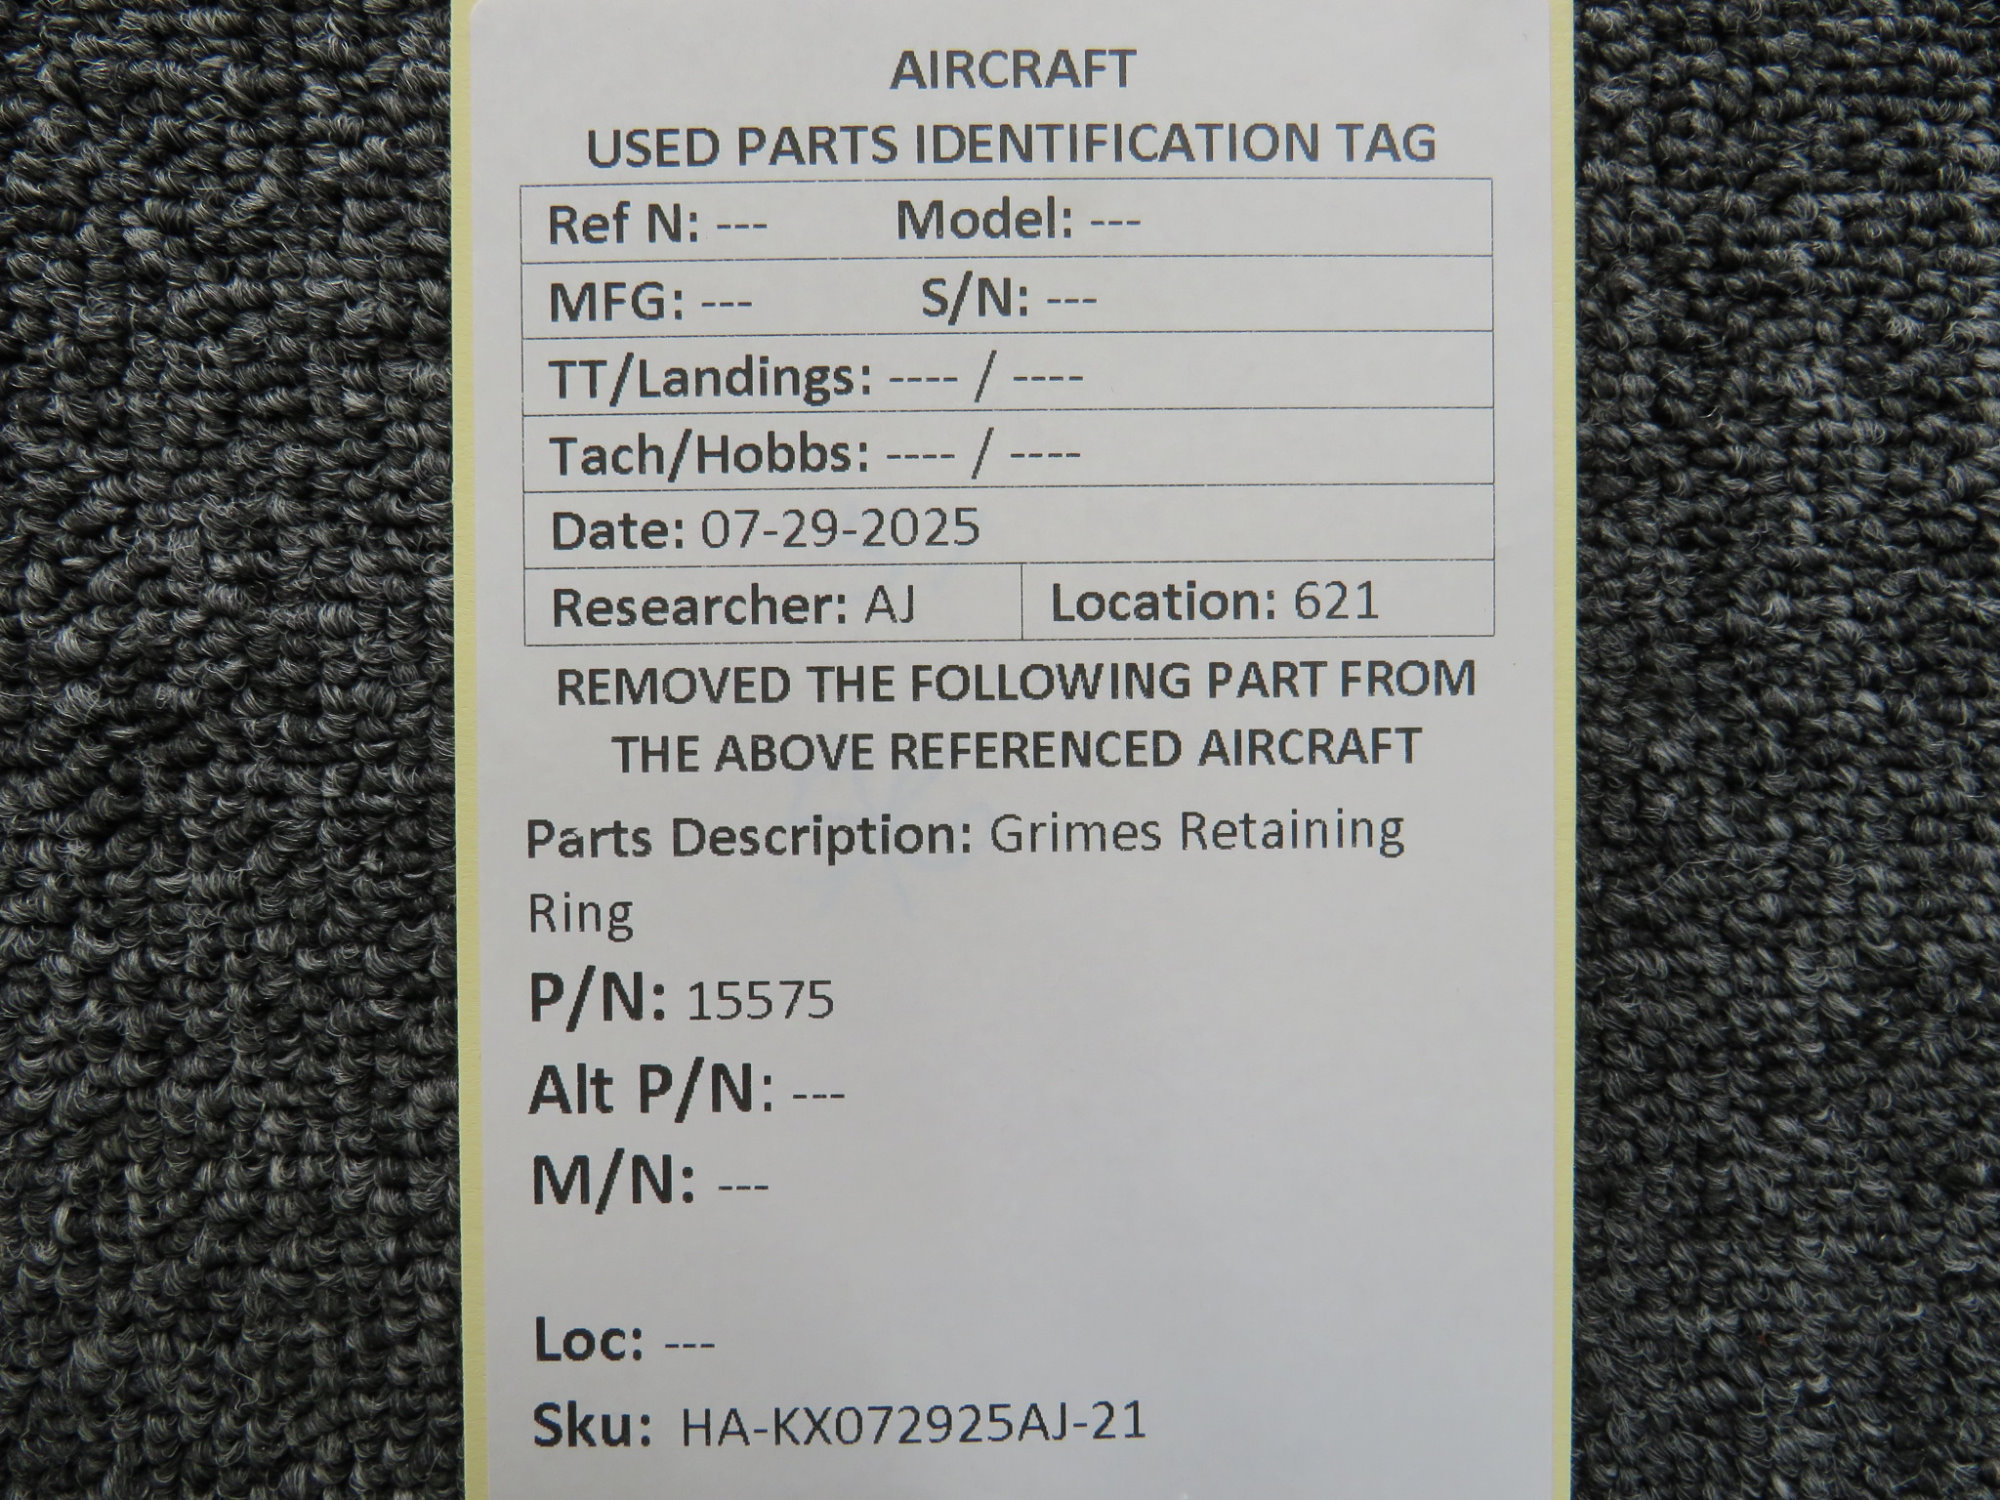 AIRCRAFT
USED PARTS IDENTIFICATION TAG
Ref N: --- Model: ---
MFG: --- S/N: ---
TT/Landings: ---- / ----
Tach/Hobbs: ---- / ----
Date: 07-29-2025
Researcher: AJ Location: 621
REMOVED THE FOLLOWING PART FROM
THE ABOVE REFERENCED AIRCRAFT
Parts Description: Grimes Retaining
Ring
P/N: 15575
Alt P/N: ---
M/N: ---
Loc: ---
Sku: HA-KX072925AJ-21